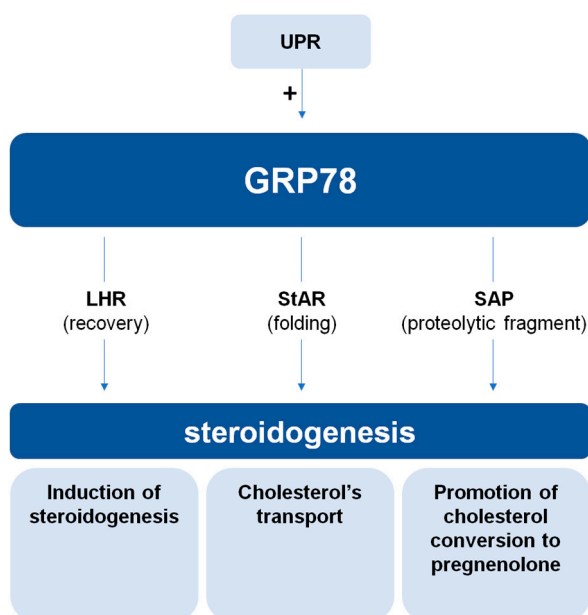 UPR
+
GRP78
LHR
(recovery)
StAR
(folding)
SAP
(proteolytic fragment)
steroidogenesis
Induction of
steroidogenesis
Cholesterol's
transport
Promotion of
cholesterol
conversion to
pregnenolone